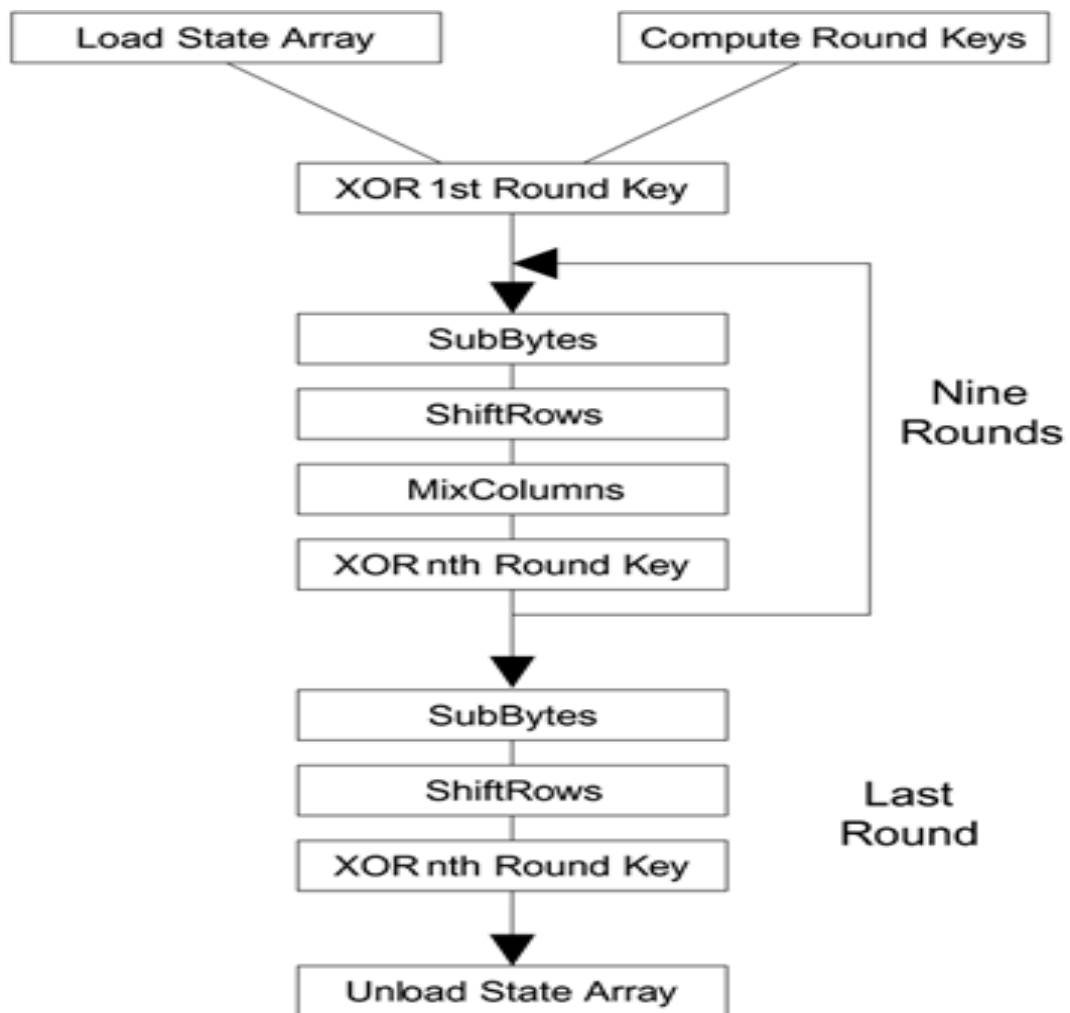 Load State Array
Compute Round Keys
XOR 1st Round Key
SubBytes
ShiftRows
MixColumns
XOR nth Round Key
Nine
Rounds
SubBytes
ShiftRows
XOR nth Round Key
Last
Round
Unload State Array